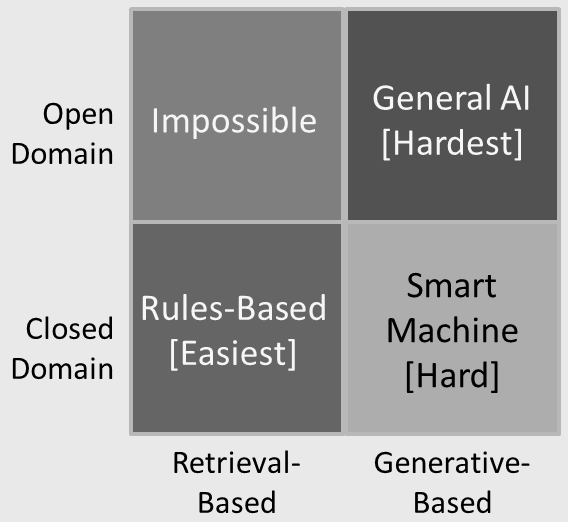 Open
Domain
Impossible
General AI
[Hardest]
Closed
Domain
Rules-Based
[Easiest]
Smart
Machine
[Hard]
Retrieval-
Based
Generative-
Based